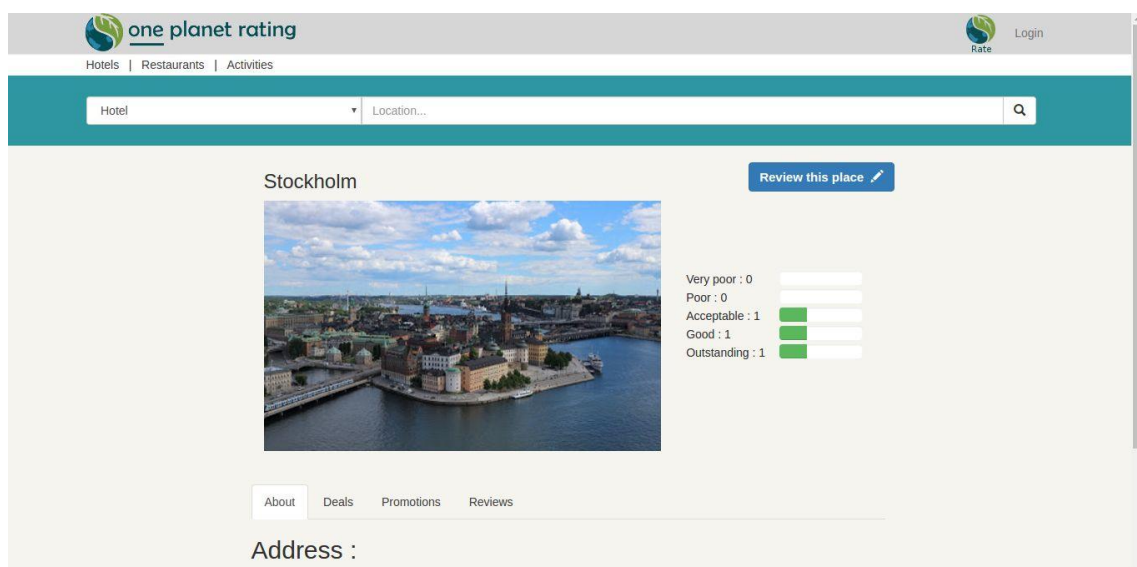 one planet rating
Rate
Login
Hotels | Restaurants | Activities
Hotel
Location...
Stockholm
Review this place
Very poor : 0
Poor : 0
Acceptable : 1
Good : 1
Outstanding : 1
About Deals Promotions Reviews
Address :